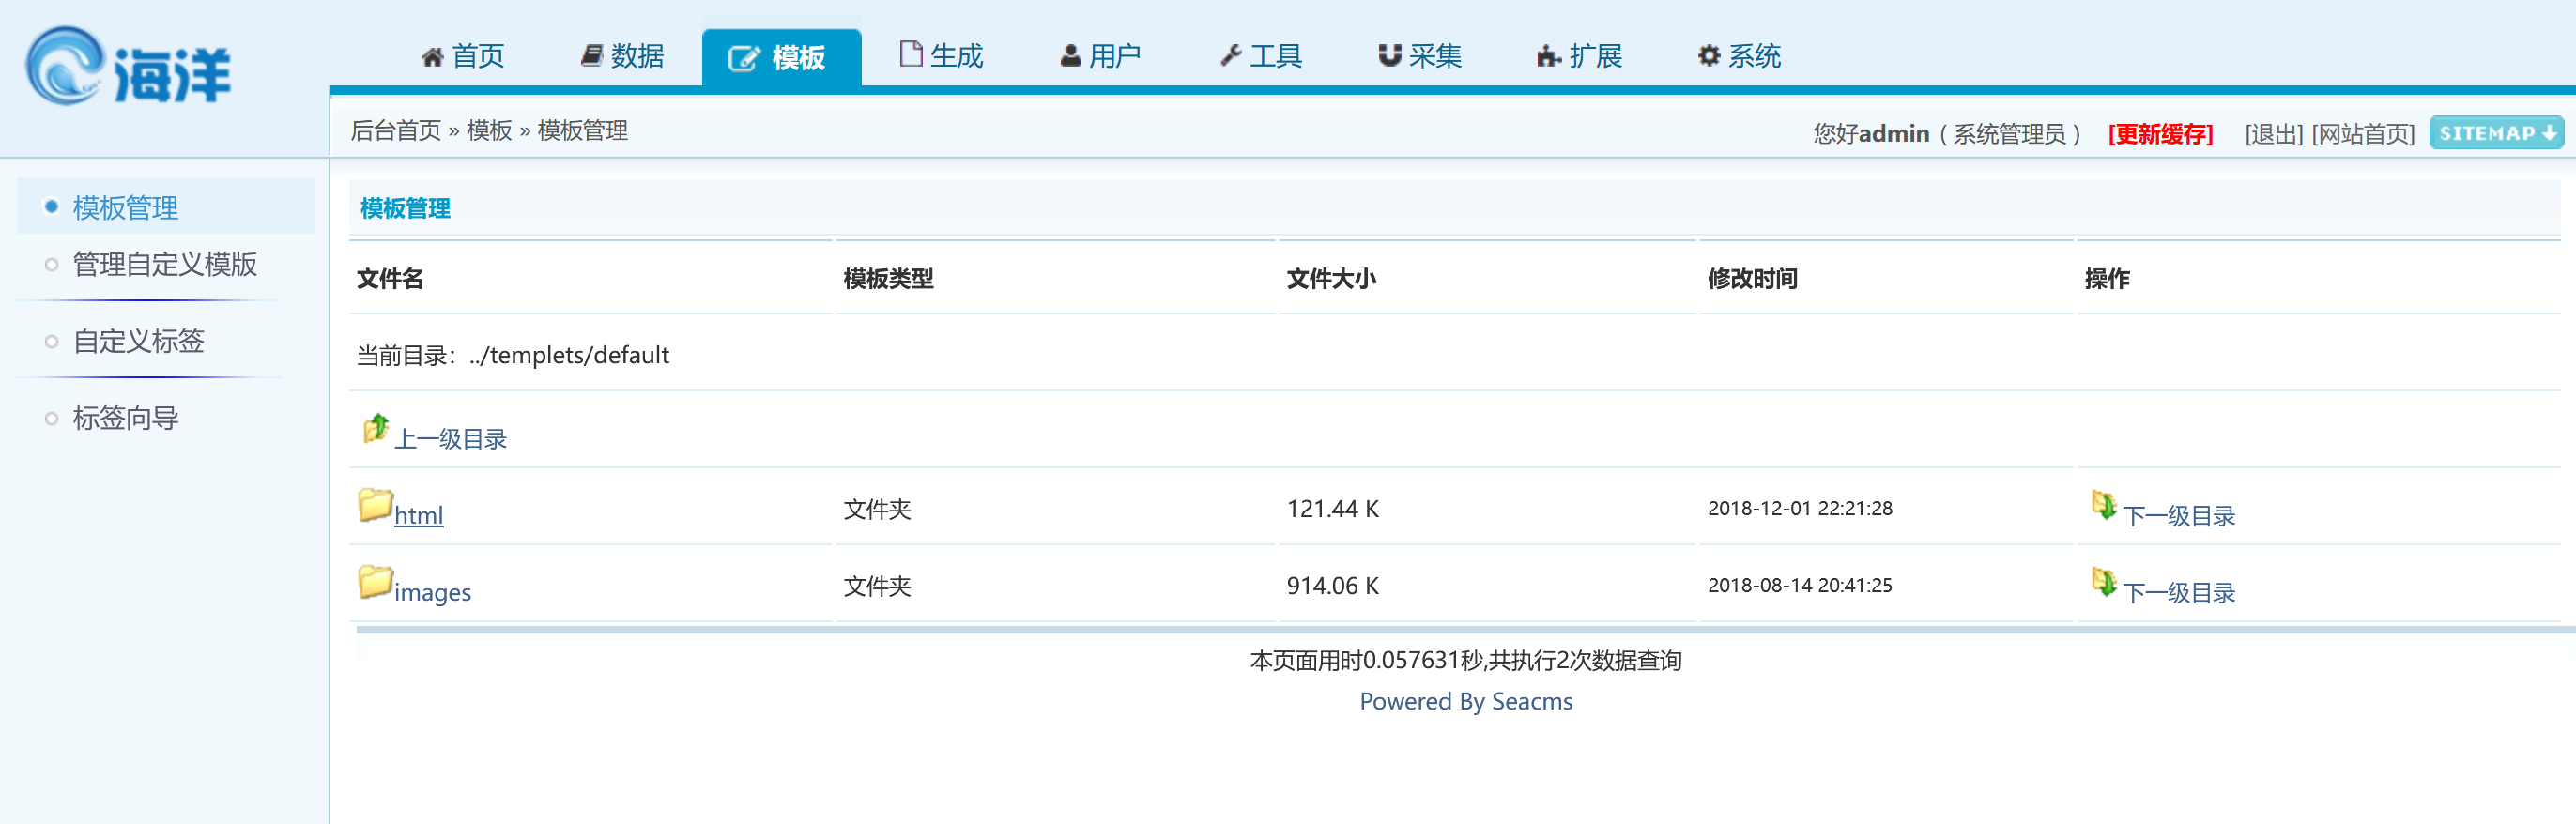 海洋
首页 数据 模板 生成 用户 工具 采集 扩展 系统
后台首页 » 模板 » 模板管理
您好admin ( 系统管理员 ) [更新缓存] [退出] [网站首页] SITEMAP
模板管理
管理自定义模版
自定义标签
标签向导
模板管理
文件名 模板类型 文件大小 修改时间 操作
当前目录：../templets/default
上一级目录
html 文件夹 121.44 K 2018-12-01 22:21:28 下一级目录
images 文件夹 914.06 K 2018-08-14 20:41:25 下一级目录
本页面用时0.057631秒,共执行2次数据查询
Powered By Seacms